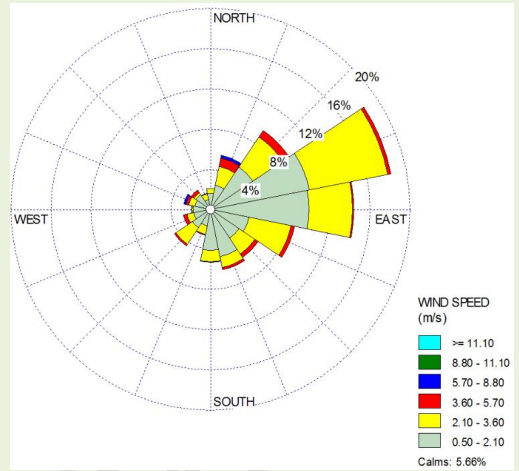 NORTH
20%
16%
12%
8%
4%
WEST
EAST
SOUTH
WIND SPEED
(m/s)
>= 11.10
8.80 - 11.10
5.70 - 8.80
3.60 - 5.70
2.10 - 3.60
0.50 - 2.10
Calms: 5.66%